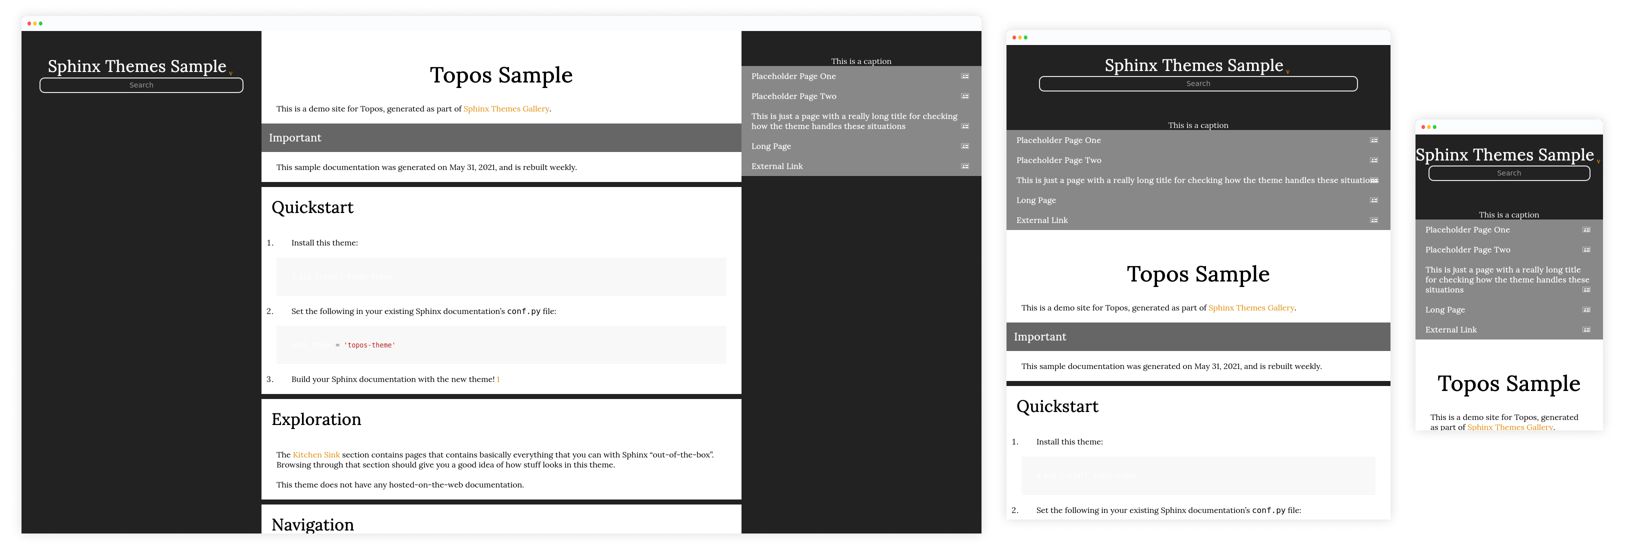 Sphinx Themes Sample
v
Search
Topos Sample
This is a demo site for Topos, generated as part of Sphinx Themes Gallery.
Important
This sample documentation was generated on May 31, 2021, and is rebuilt weekly.
Quickstart
1. Install this theme:
2. Set the following in your existing Sphinx documentation's conf.py file:
= 'topos-theme'
3. Build your Sphinx documentation with the new theme! 1
Exploration
The Kitchen Sink section contains pages that contains basically everything that you can with Sphinx “out-of-the-box”.
Browsing through that section should give you a good idea of how stuff looks in this theme.
This theme does not have any hosted-on-the-web documentation.
Navigation
This is a caption
Placeholder Page One
Placeholder Page Two
This is just a page with a really long title for checking
how the theme handles these situations
Long Page
External Link
Sphinx Themes Sample
v
Search
This is a caption
Placeholder Page One
Placeholder Page Two
This is just a page with a really long title for checking how the theme handles these situations
Long Page
External Link
Topos Sample
This is a demo site for Topos, generated as part of Sphinx Themes Gallery.
Important
This sample documentation was generated on May 31, 2021, and is rebuilt weekly.
Quickstart
1. Install this theme:
2. Set the following in your existing Sphinx documentation's conf.py file:
Sphinx Themes Sample
v
Search
This is a caption
Placeholder Page One
Placeholder Page Two
This is just a page with a really long title
for checking how the theme handles these
situations
Long Page
External Link
Topos Sample
This is a demo site for Topos, generated
as part of Sphinx Themes Gallery.